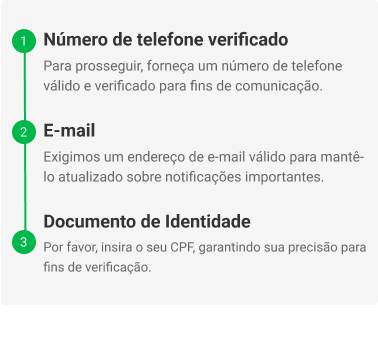 1
Número de telefone verificado
Para prosseguir, forneça um número de telefone
válido e verificado para fins de comunicação.
2
E-mail
Exigimos um endereço de e-mail válido para mantê-
lo atualizado sobre notificações importantes.
Documento de Identidade
3
Por favor, insira o seu CPF, garantindo sua precisão para
fins de verificação.